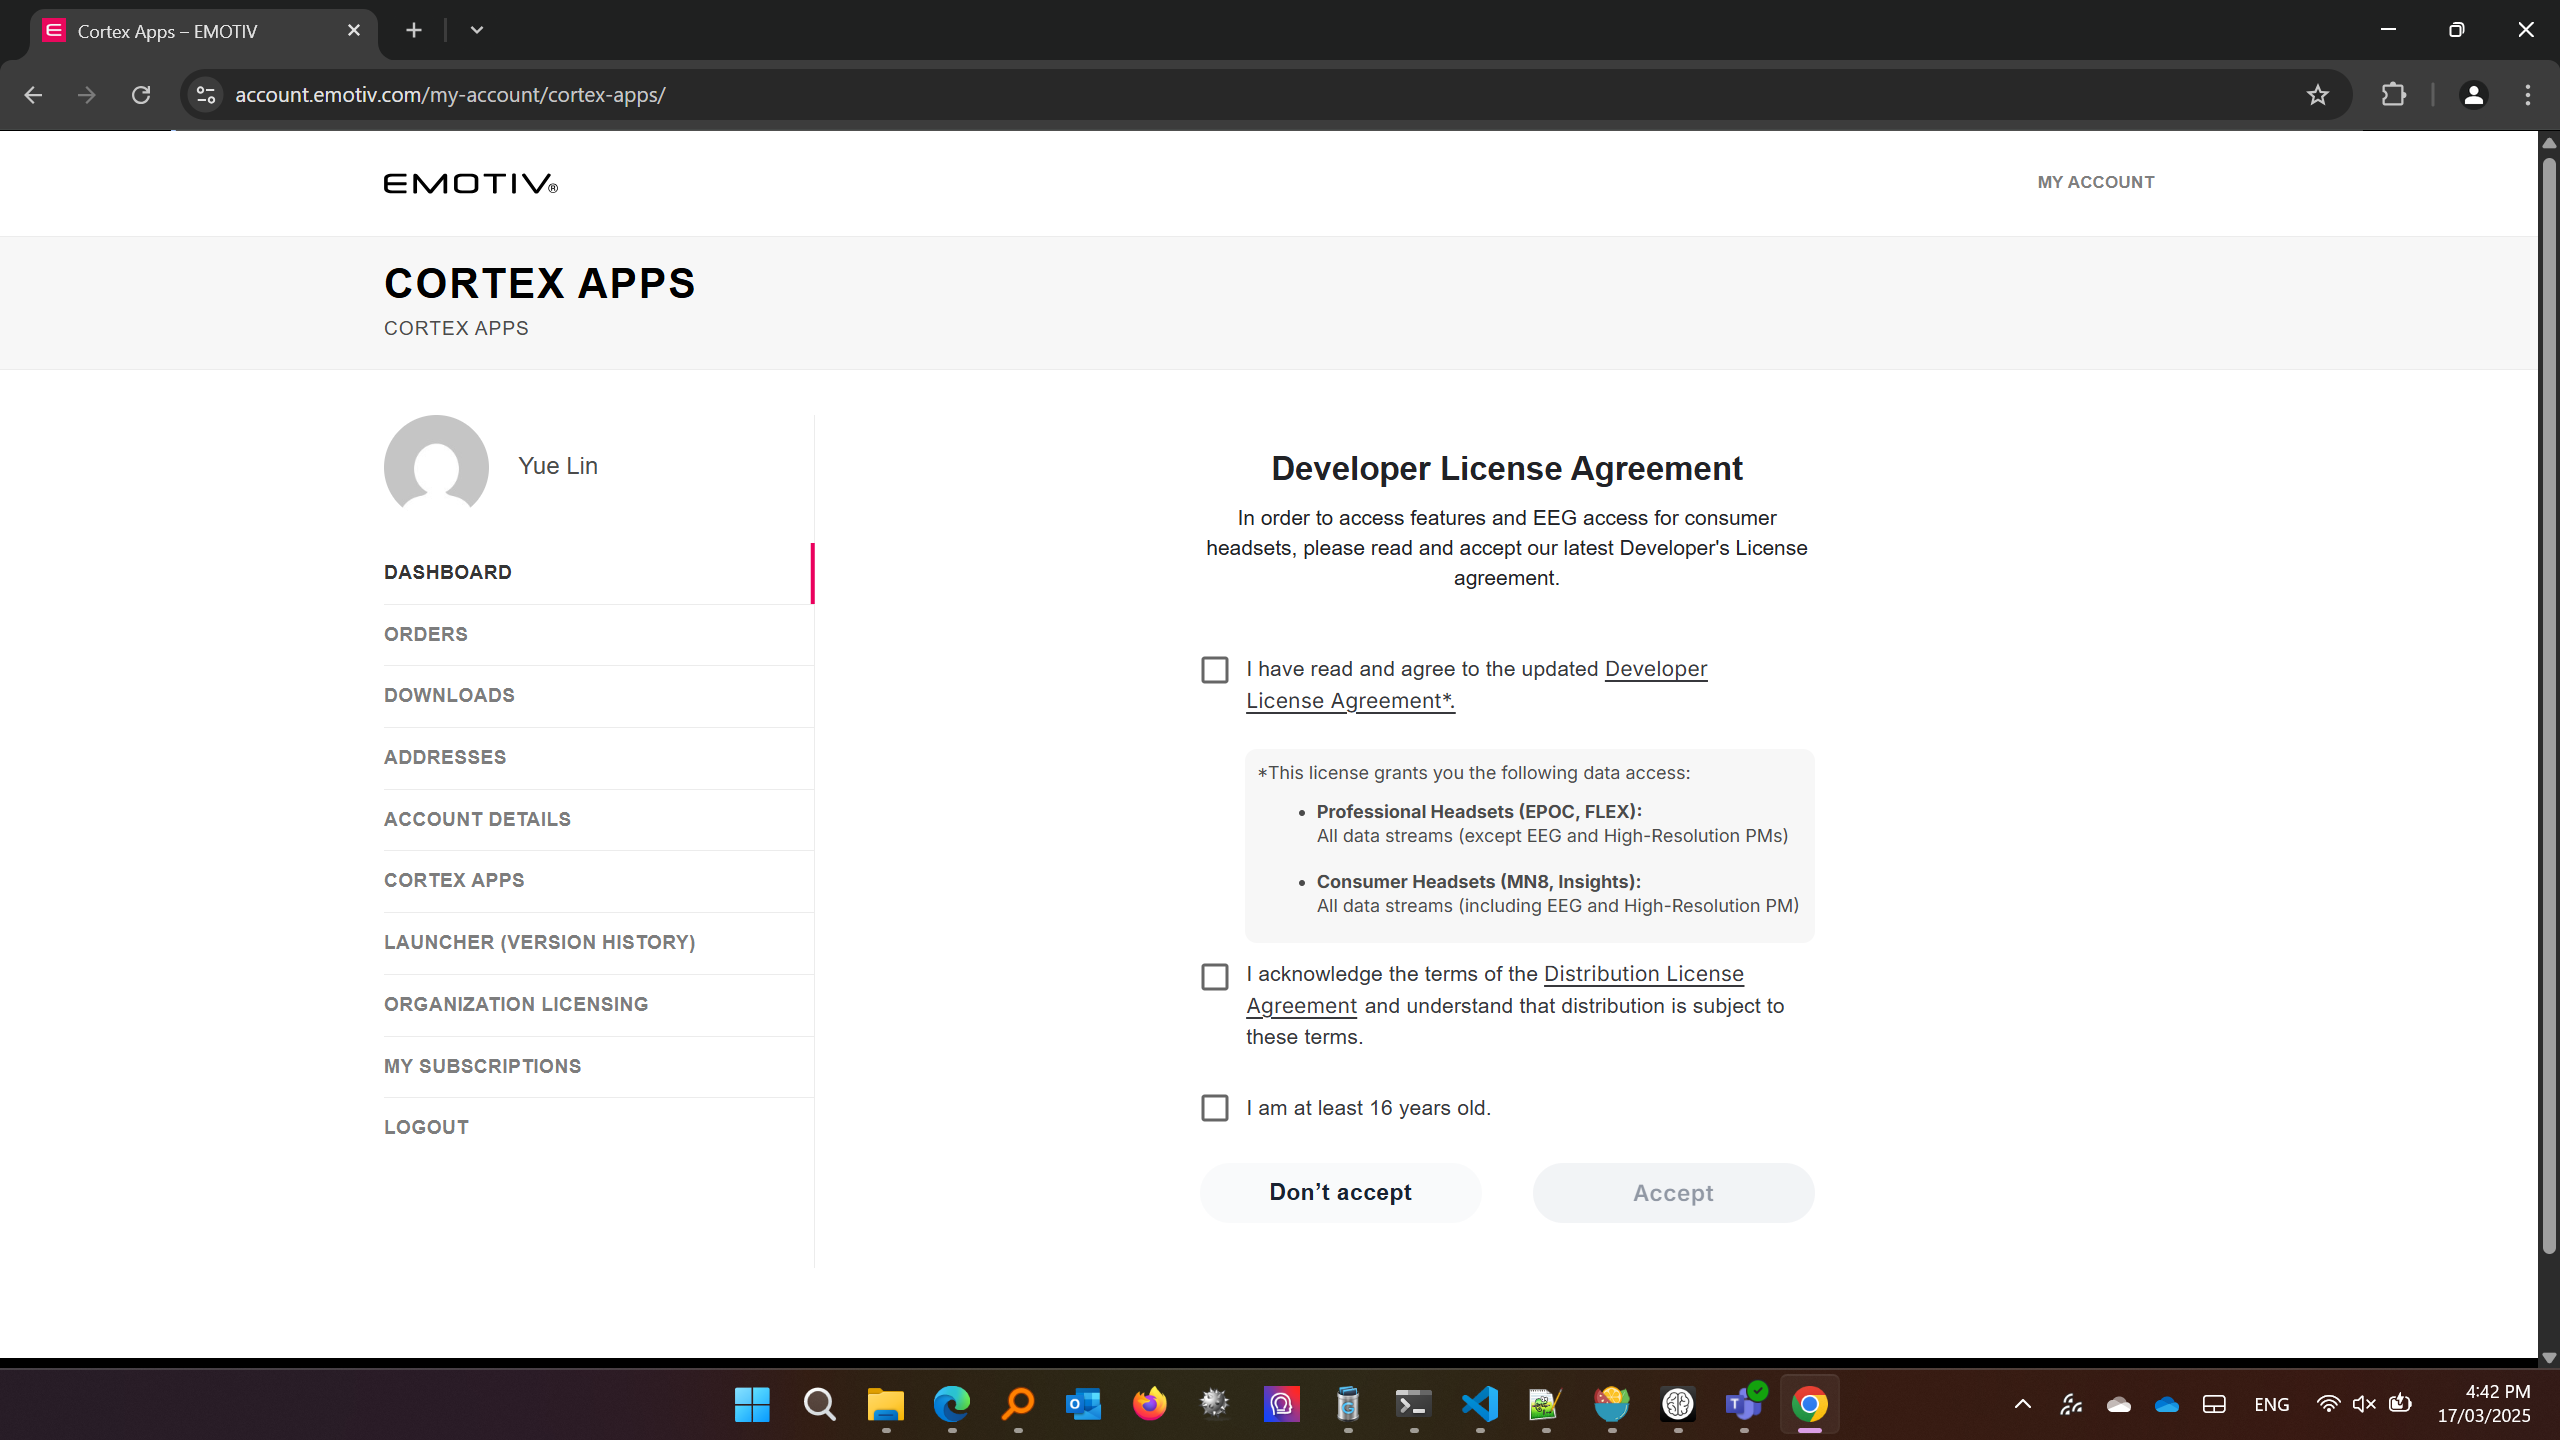 Cortex Apps – EMOTIV
account.emotiv.com/my-account/cortex-apps/
EMOTIV®
MY ACCOUNT
CORTEX APPS
CORTEX APPS
Yue Lin
DASHBOARD
ORDERS
DOWNLOADS
ADDRESSES
ACCOUNT DETAILS
CORTEX APPS
LAUNCHER (VERSION HISTORY)
ORGANIZATION LICENSING
MY SUBSCRIPTIONS
LOGOUT
Developer License Agreement
In order to access features and EEG access for consumer
headsets, please read and accept our latest Developer's License
agreement.
I have read and agree to the updated Developer
License Agreement*.
*This license grants you the following data access:
• Professional Headsets (EPOC, FLEX):
All data streams (except EEG and High-Resolution PMs)
• Consumer Headsets (MN8, Insights):
All data streams (including EEG and High-Resolution PM)
I acknowledge the terms of the Distribution License
Agreement and understand that distribution is subject to
these terms.
I am at least 16 years old.
Don’t accept
Accept
ENG
4:42 PM
17/03/2025